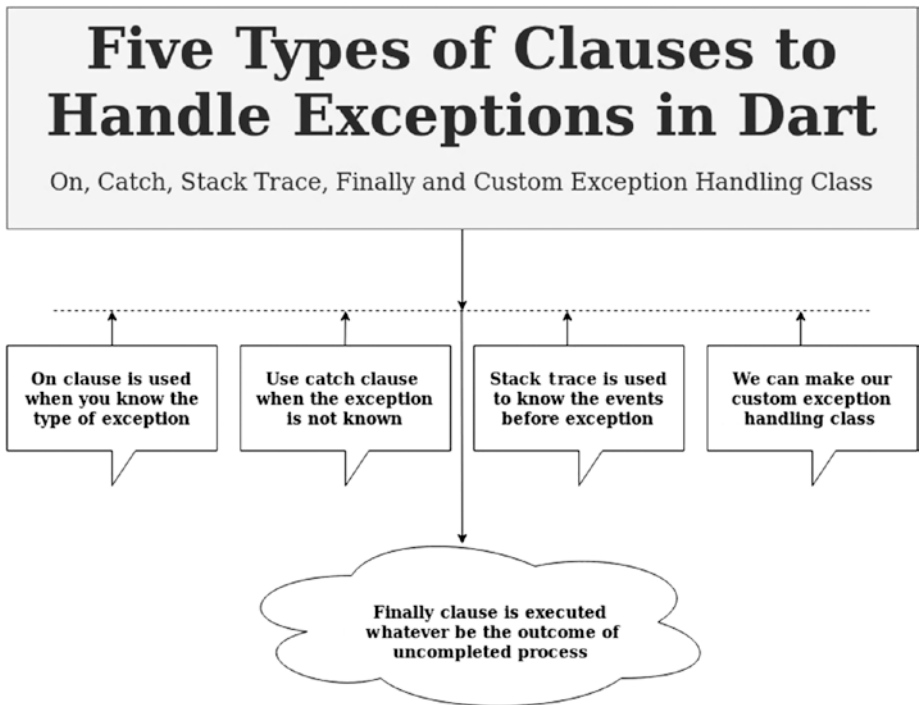 Five Types of Clauses to
Handle Exceptions in Dart
On, Catch, Stack Trace, Finally and Custom Exception Handling Class
On clause is used
when you know the
type of exception
Use catch clause
when the exception
is not known
Stack trace is used
to know the events
before exception
We can make our
custom exception
handling class
Finally clause is executed
whatever be the outcome of
uncompleted process